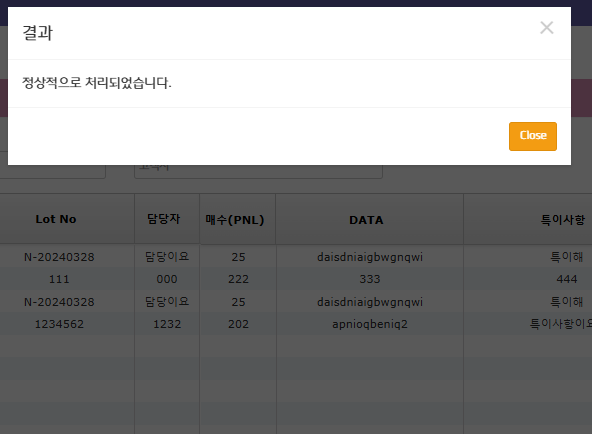 결과
×
정상적으로 처리되었습니다.
Close
고객사
Lot No 담당자 매수(PNL) DATA 특이사항
N-20240328 담당이요 25 daisdniaigbwgnqwi 특이해
111 000 222 333 444
N-20240328 담당이요 25 daisdniaigbwgnqwi 특이해
1234562 1232 202 apnioqbeniq2 특이사항이요